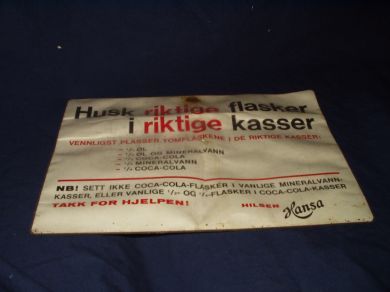 Husk riktige flasker
i riktige kasser
VENNLIGST PLASSER TOMFLASKENE I DE RIKTIGE KASSER:
ØL
ØL OG MINERALVANN
COCA-COLA
MINERALVANN
COCA-COLA
NB! SETT IKKE COCA-COLA-FLASKER I VANLIGE MINERALVANN-
KASSER, ELLER VANLIGE OG -FLASKER I COCA-COLA-KASSER
TAKK FOR HJELPEN! HILSEN Hansa